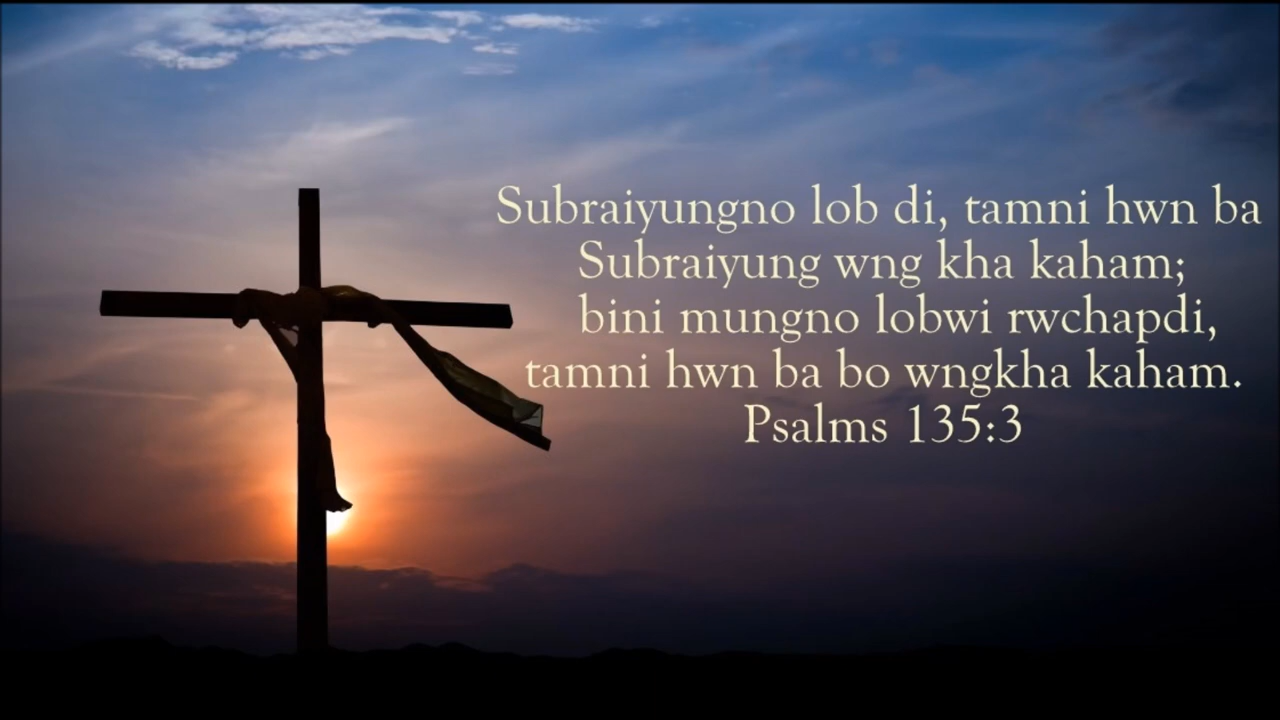 Subraiyungno lob di, tamni hwn ba
Subraiyung wng kha kaham;
bini mungno lobwi rwchapdi,
tamni hwn ba bo wngkha kaham.
Psalms 135:3